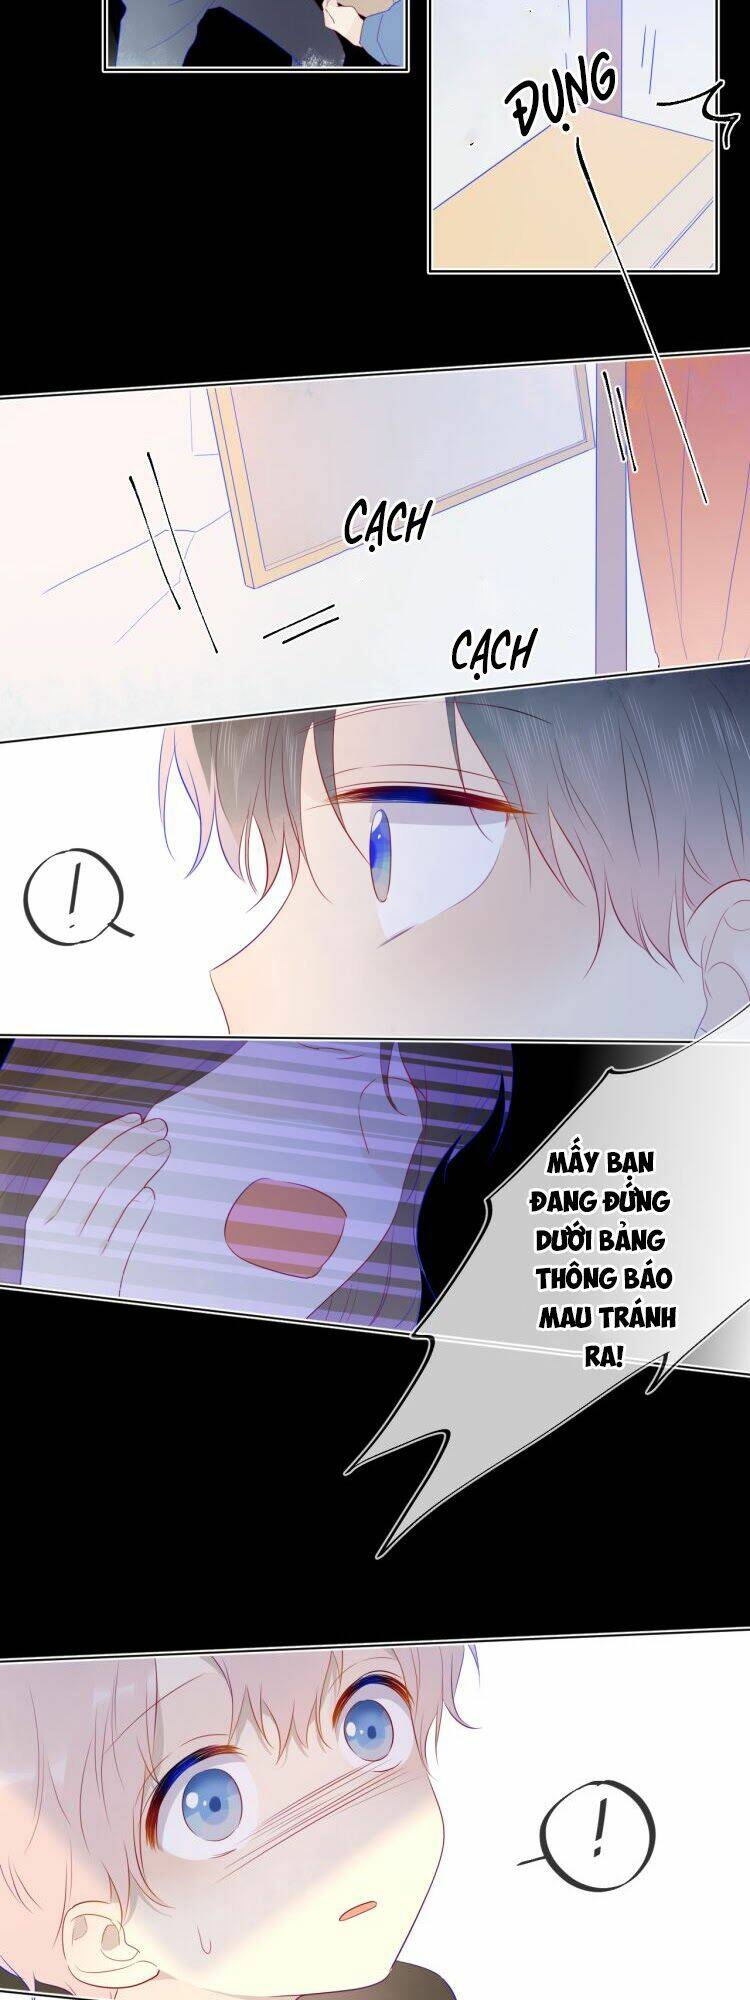 ĐỤNG
CẠCH
CẠCH
!
MẤY BẠN
ĐANG ĐỨNG
DƯỚI BẢNG
THÔNG BÁO
MAU TRÁNH
RA!
!